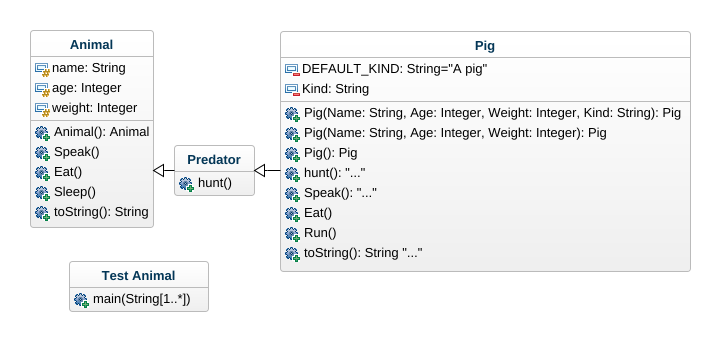 Animal
name: String
age: Integer
weight: Integer
Animal(): Animal
Speak()
Eat()
Sleep()
toString(): String
Predator
hunt()
Pig
DEFAULT_KIND: String="A pig"
Kind: String
Pig(Name: String, Age: Integer, Weight: Integer, Kind: String): Pig
Pig(Name: String, Age: Integer, Weight: Integer): Pig
Pig(): Pig
hunt(): "..."
Speak(): "..."
Eat()
Run()
toString(): String "..."
Test Animal
main(String[1..*])